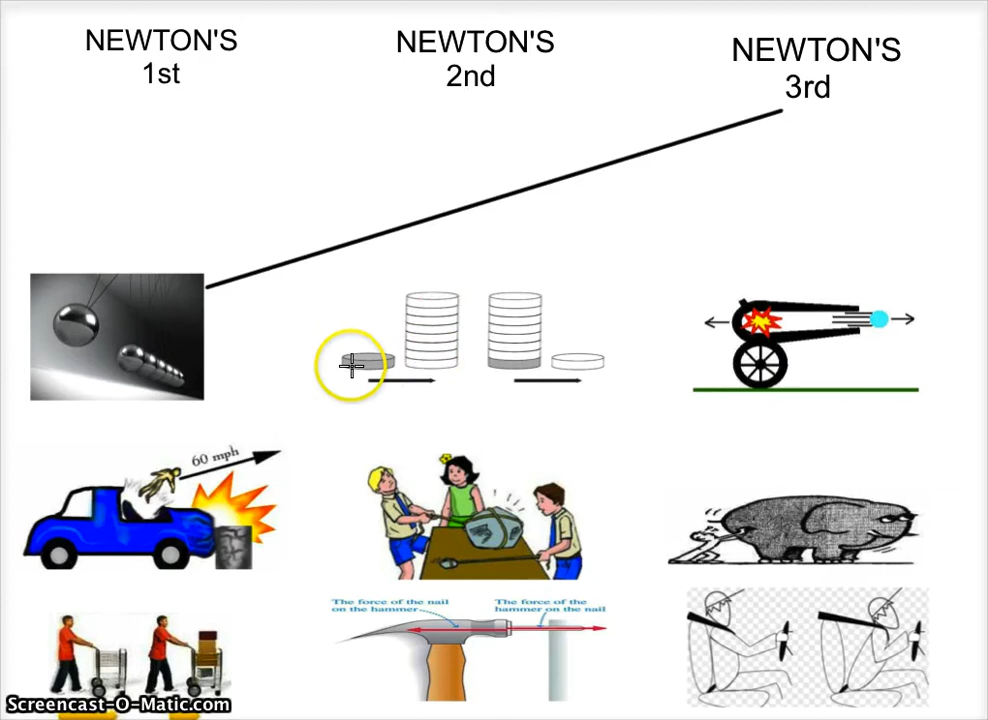 NEWTON'S
1st
NEWTON'S
2nd
NEWTON'S
3rd
60 mph
The force of the nail
on the hammer
The force of the
hammer on the nail
SCREENCAST-O-MATIC.COM